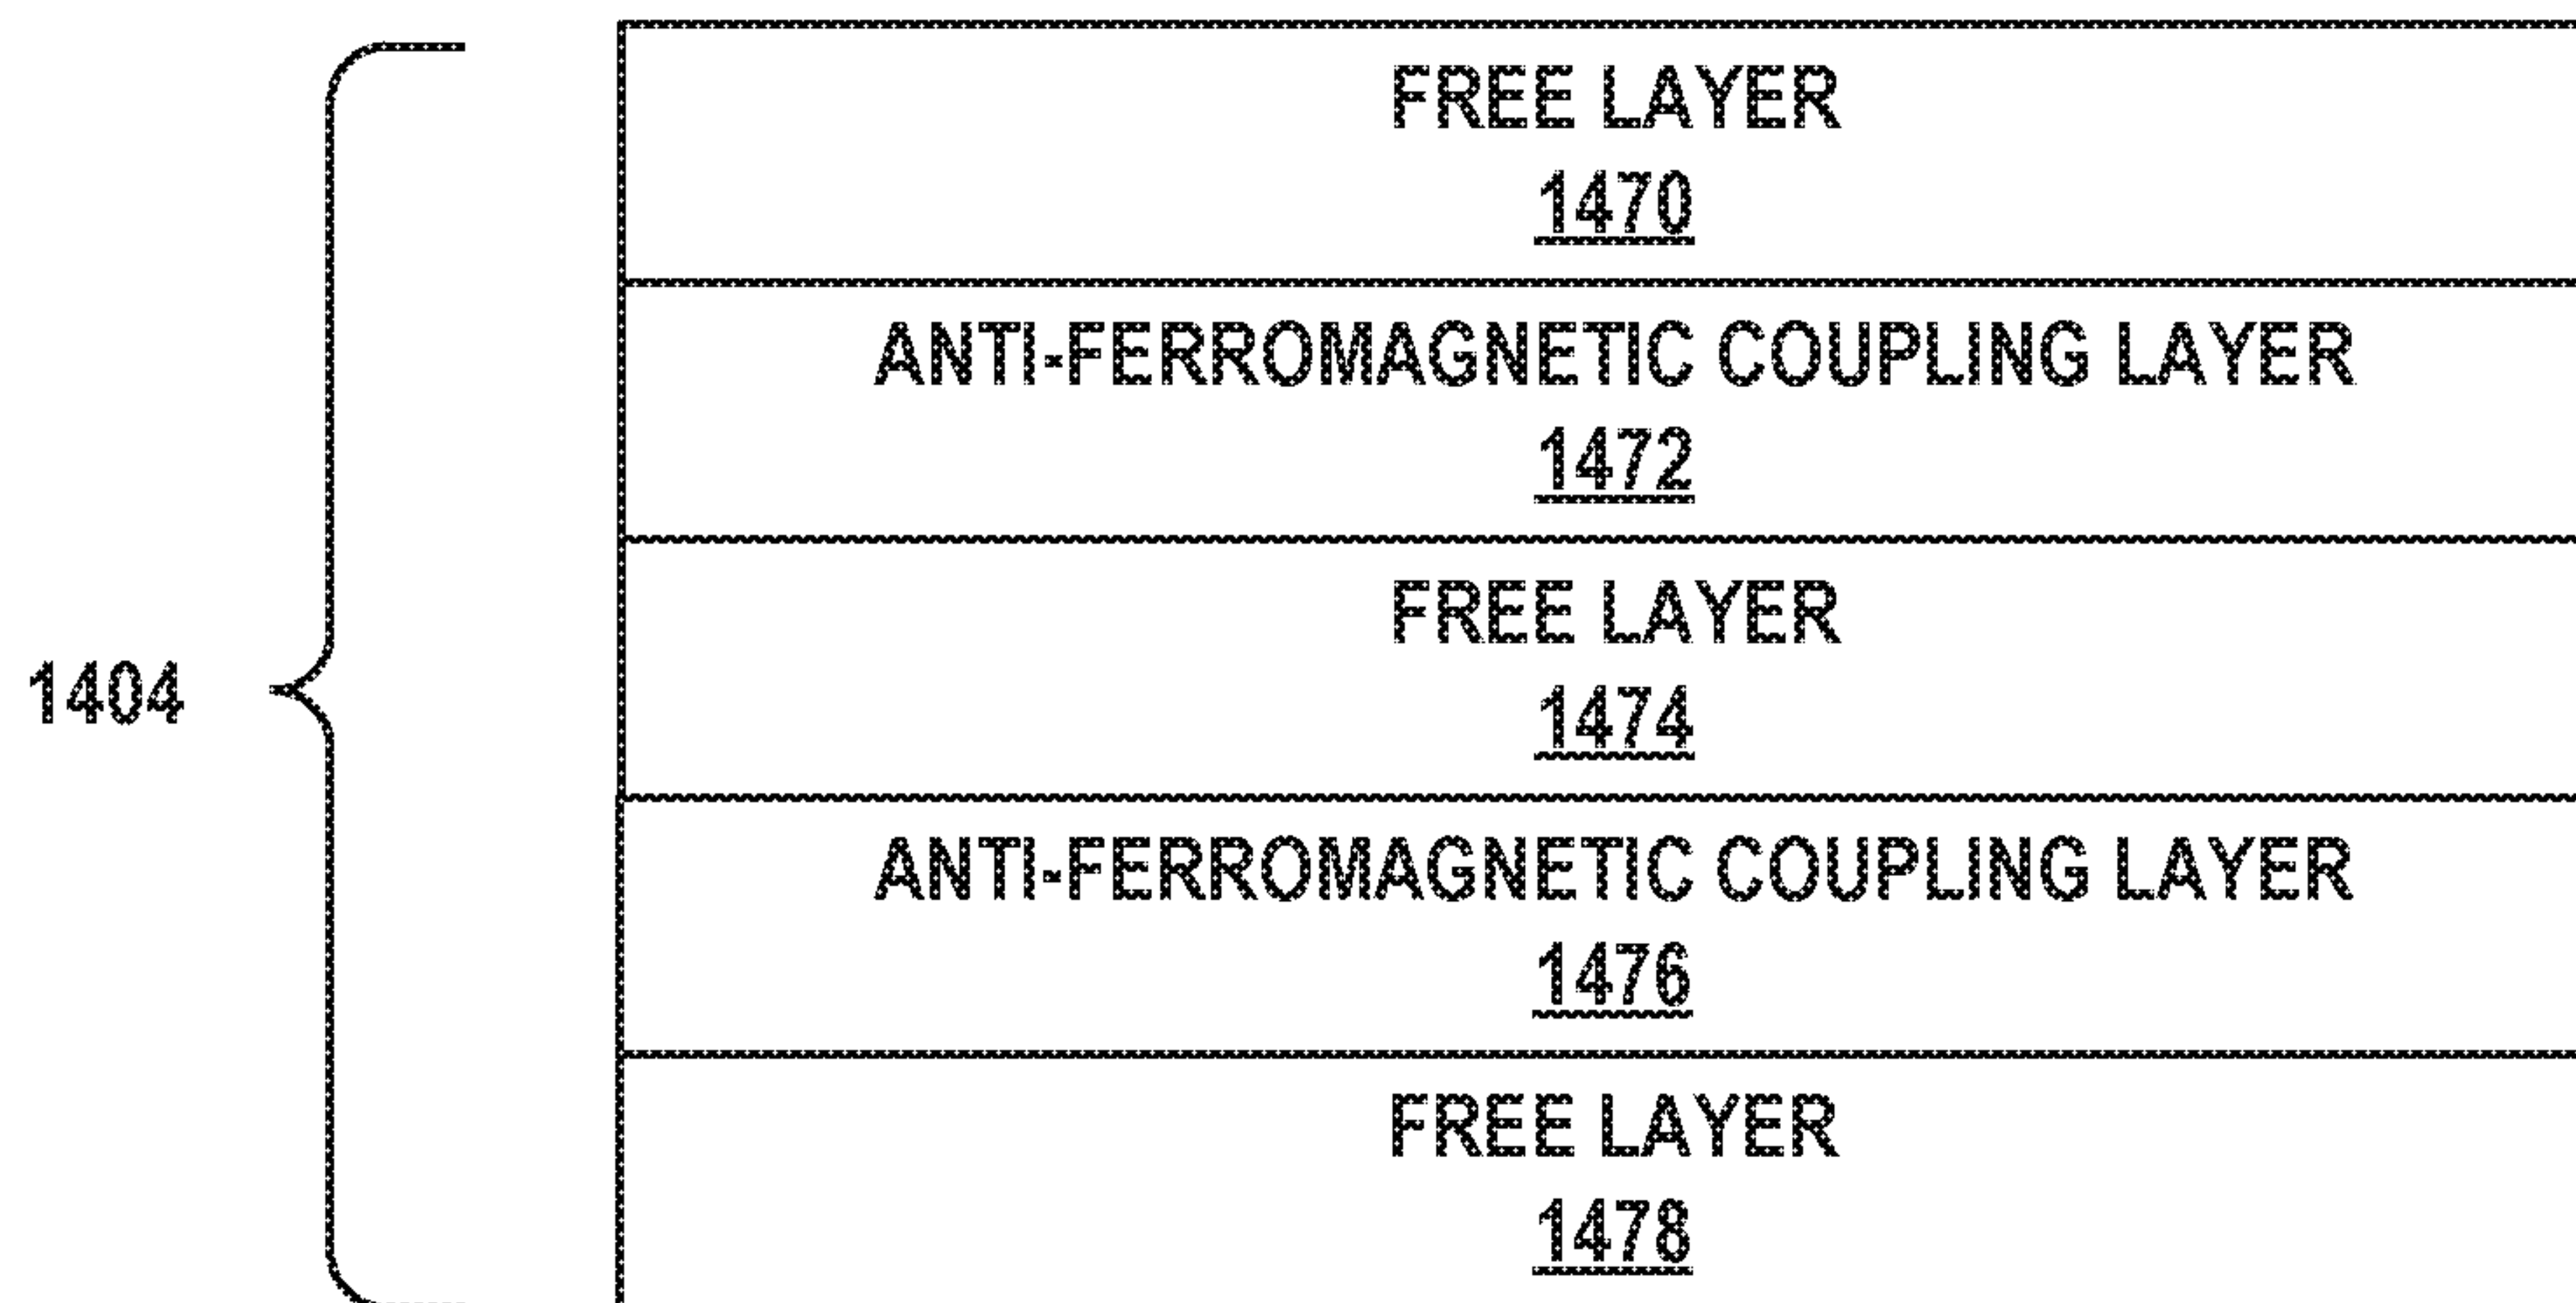 FREE LAYER
1470
ANTI-FERROMAGNETIC COUPLING LAYER
1472
FREE LAYER
1474
1404
ANTI-FERROMAGNETIC COUPLING LAYER
1476
FREE LAYER
1478